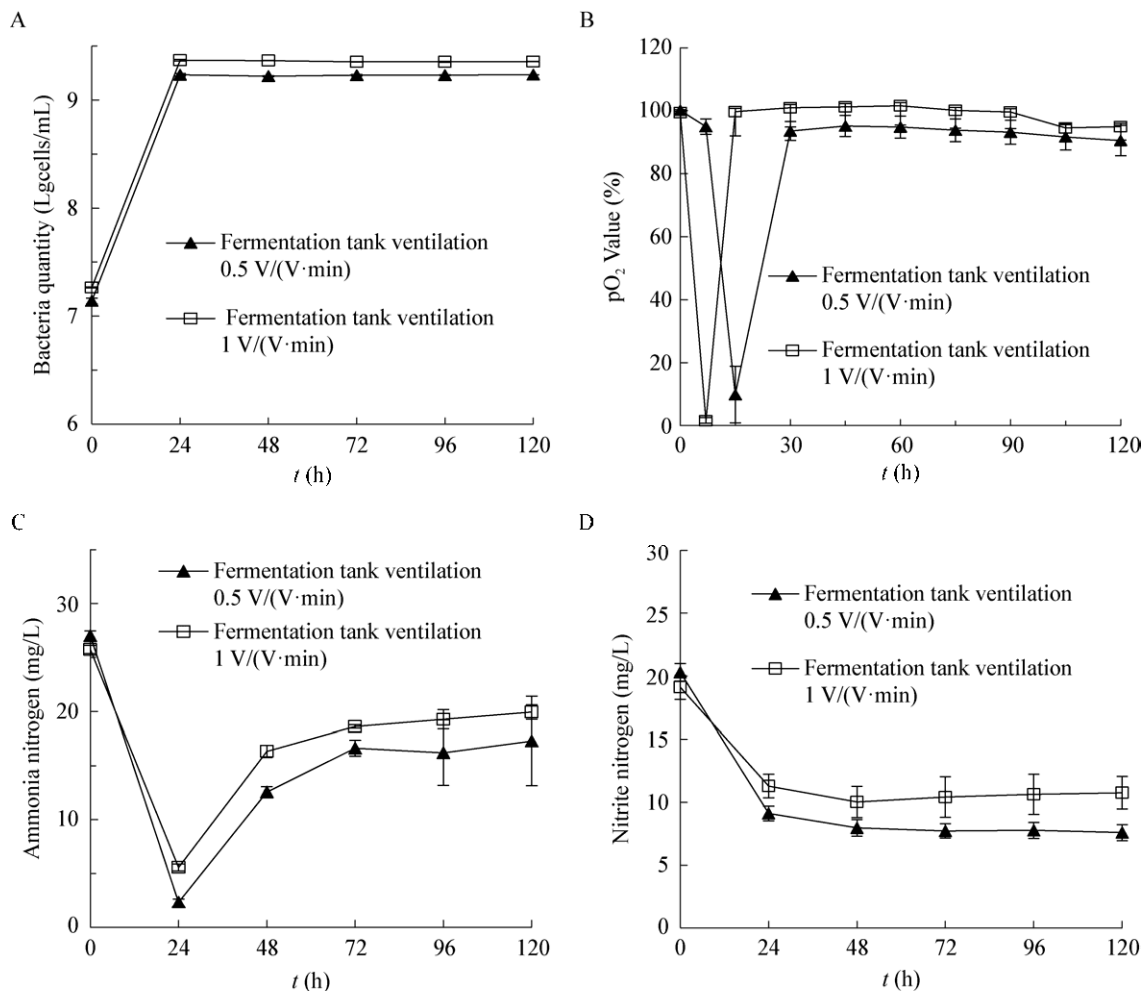 A
Bacteria quantity (Lgcells/mL)
9
8
7
6
Fermentation tank ventilation
0.5 V/(V·min)
Fermentation tank ventilation
1 V/(V·min)
0 24 48 72 96 120
t (h)
B
pO2 Value (%)
120
100
80
60
40
20
0
Fermentation tank ventilation
0.5 V/(V·min)
Fermentation tank ventilation
1 V/(V·min)
0 30 60 90 120
t (h)
C
Ammonia nitrogen (mg/L)
30
20
10
0
Fermentation tank ventilation
0.5 V/(V·min)
Fermentation tank ventilation
1 V/(V·min)
0 24 48 72 96 120
t (h)
D
Nitrite nitrogen (mg/L)
30
25
20
15
10
5
0
Fermentation tank ventilation
0.5 V/(V·min)
Fermentation tank ventilation
1 V/(V·min)
0 24 48 72 96 120
t (h)